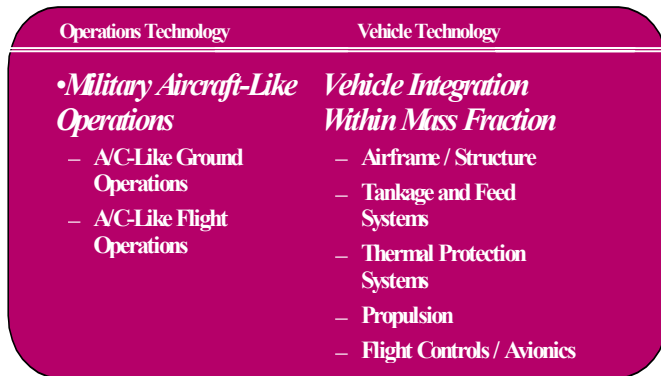 Operations Technology
Vehicle Technology
•Military Aircraft-Like
Operations
– A/C-Like Ground
Operations
– A/C-Like Flight
Operations
Vehicle Integration
Within Mass Fraction
– Airframe / Structure
– Tankage and Feed
Systems
– Thermal Protection
Systems
– Propulsion
– Flight Controls / Avionics